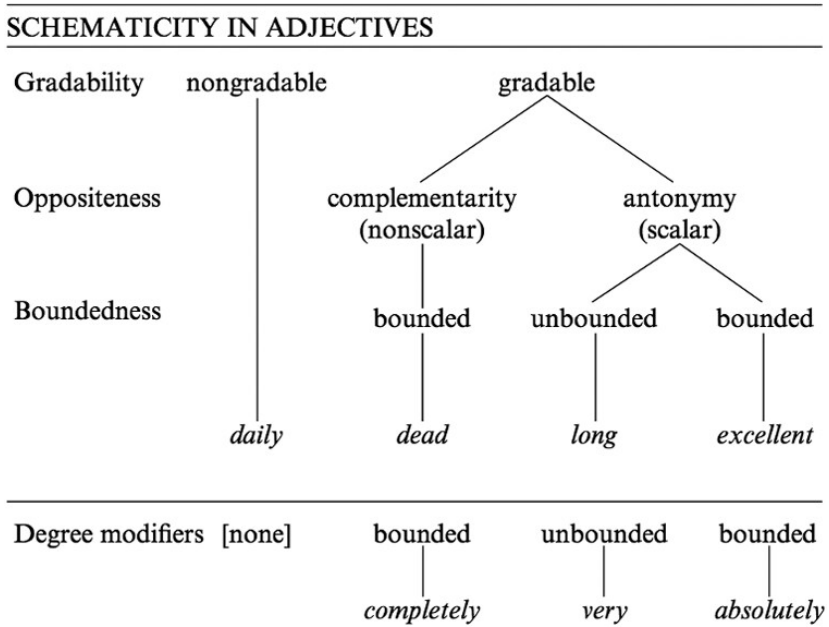 SCHEMATICITY IN ADJECTIVES
Gradability nongradable gradable
Oppositeness complementarity antonymy
(nonscalar) (scalar)
Boundedness bounded unbounded bounded
daily dead long excellent
Degree modifiers [none] bounded unbounded bounded
completely very absolutely